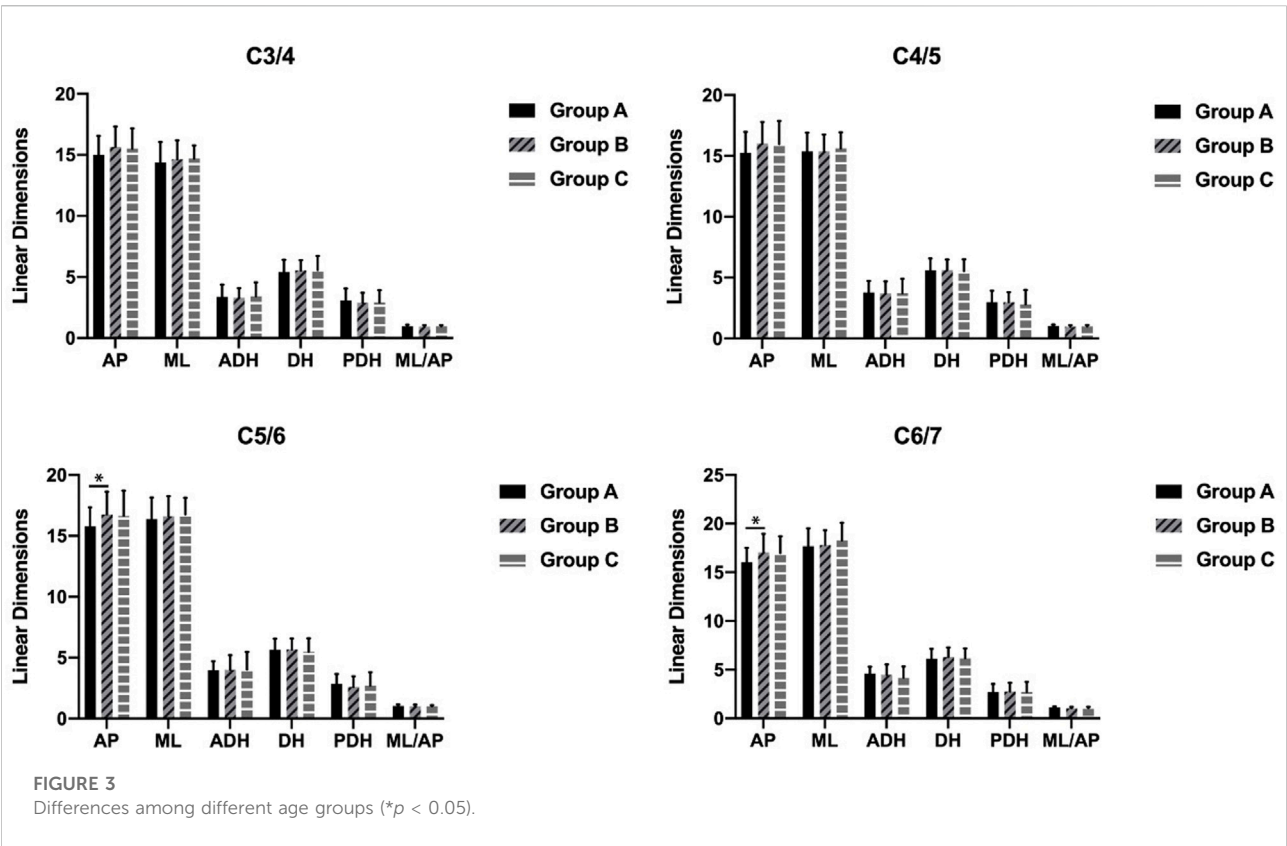 C3/4
Linear Dimensions
20
15
10
5
0
AP ML ADH DH PDH ML/AP
Group A
Group B
Group C
C4/5
Linear Dimensions
20
15
10
5
0
AP ML ADH DH PDH ML/AP
Group A
Group B
Group C
C5/6
Linear Dimensions
20
15
10
5
0
*
AP ML ADH DH PDH ML/AP
Group A
Group B
Group C
C6/7
Linear Dimensions
25
20
15
10
5
0
*
AP ML ADH DH PDH ML/AP
Group A
Group B
Group C
FIGURE 3
Differences among different age groups (*p < 0.05).